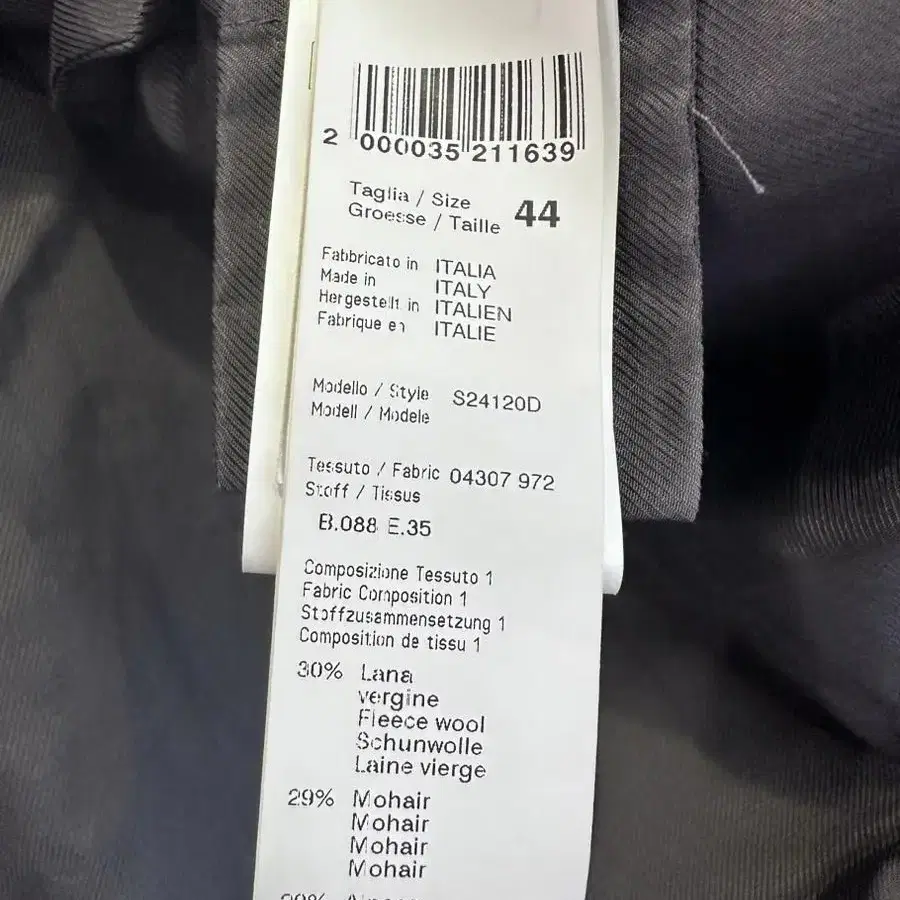 2 000035 211639
Taglia / Size
Groesse / Taille 44
Fabbricato in ITALIA
Made in ITALY
Hergestellt in ITALIEN
Fabrique en ITALIE
Modello / Style S24120D
Modell / Modele
Tessuto / Fabric 04307 972
Stoff / Tissus
B.088 E.35
Composizione Tessuto 1
Fabric Composition 1
Stoffzusammensetzung 1
Composition de tissu 1
30% Lana
vergine
Fleece wool
Schunwolle
Laine vierge
29% Mohair
Mohair
Mohair
Mohair